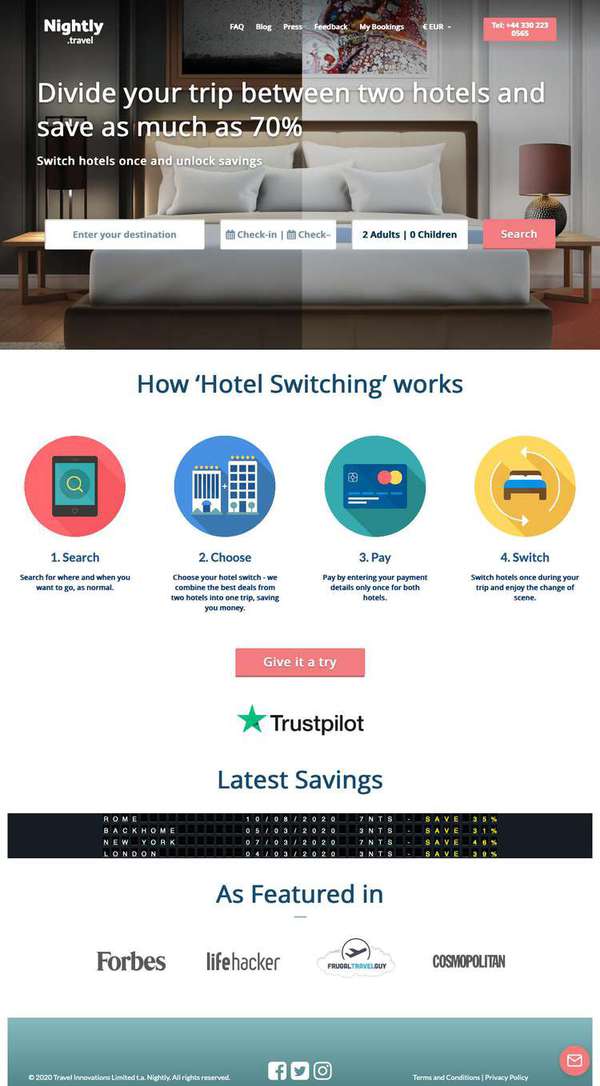 Nightly
.travel
FAQ Blog Press Feedback My Bookings € EUR
Tel: +44 330 223
0565
Divide your trip between two hotels and
save as much as 70%
Switch hotels once and unlock savings
Enter your destination Check-in | Check- 2 Adults | 0 Children Search
How ‘Hotel Switching’ works
1. Search 2. Choose 3. Pay 4. Switch
Search for where and when you
want to go, as normal.
Choose your hotel switch - we
combine the best deals from
two hotels into one trip, saving
you money.
Pay by entering your payment
details only once for both
hotels.
Switch hotels once during your
trip and enjoy the change of
scene.
Give it a try
Trustpilot
Latest Savings
ROME 10/08/2020 7NTS - SAVE 35%
BACKHOME 05/03/2020 3NTS - SAVE 31%
NEW YORK 07/03/2020 7NTS - SAVE 46%
LONDON 04/03/2020 3NTS - SAVE 39%
As Featured in
Forbes lifehacker FRUGALTRAVELGUY COSMOPOLITAN
© 2020 Travel Innovations Limited t.a. Nightly, All rights reserved. Terms and Conditions | Privacy Policy